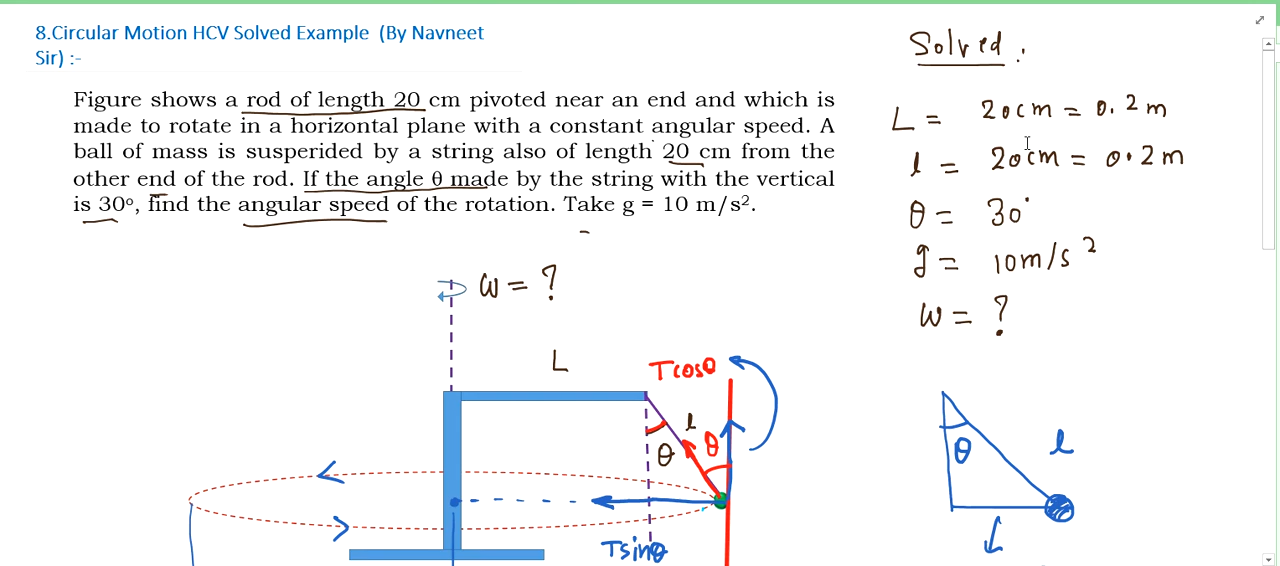 8.Circular Motion HCV Solved Example (By Navneet
Sir) :-
Figure shows a rod of length 20 cm pivoted near an end and which is
made to rotate in a horizontal plane with a constant angular speed. A
ball of mass is susperided by a string also of length 20 cm from the
other end of the rod. If the angle θ made by the string with the vertical
is 30°, find the angular speed of the rotation. Take g = 10 m/s².
Solved.
L = 20cm = 0.2m
l = 20cm = 0.2m
θ = 30°
g = 10m/s²
ω = ?
ω = ?
L
Tcosθ
l
θ
θ
Tsinθ
θ
l